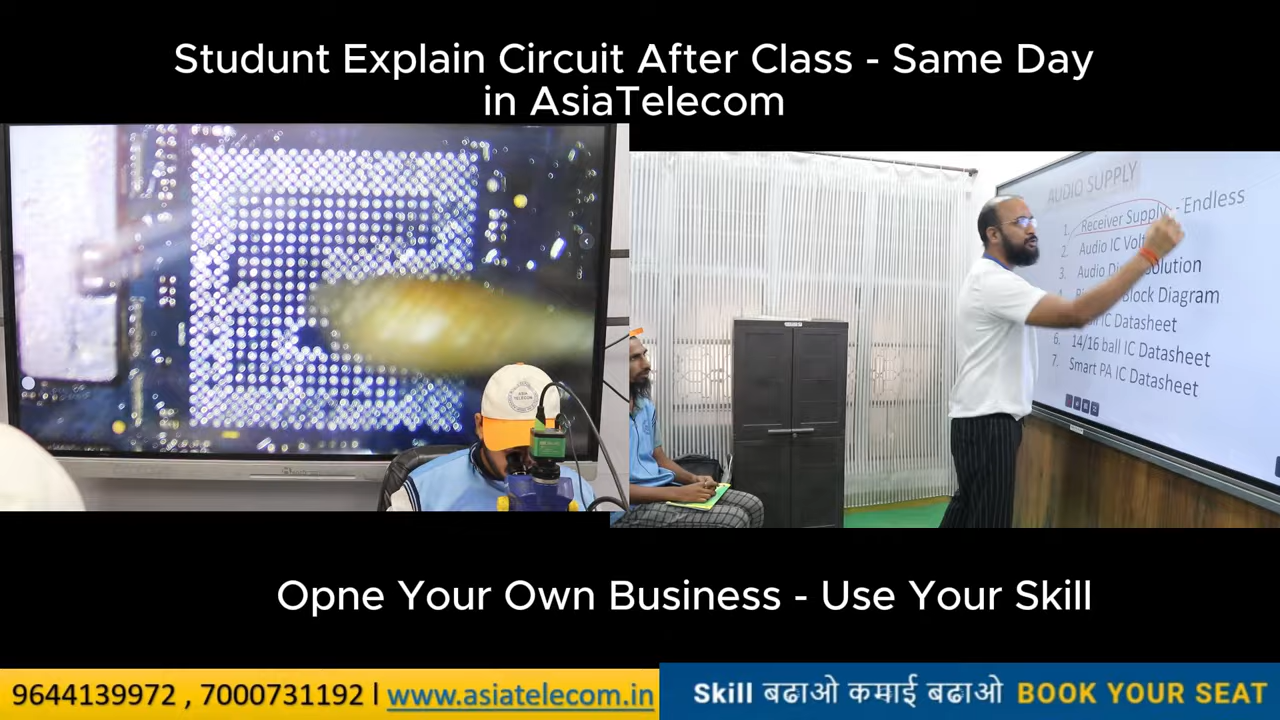 Studunt Explain Circuit After Class - Same Day
in AsiaTelecom
AUDIO SUPPLY
1. Receiver Supply - Endless
2. Audio IC
3. Audio
Block Diagram
IC Datasheet
6. 14/16 ball IC Datasheet
7. Smart PA IC Datasheet
ASIA
TELECOM
Opne Your Own Business - Use Your Skill
9644139972 , 7000731192 | www.asiatelecom.in
Skill बढाओ कमाई बढाओ BOOK YOUR SEAT